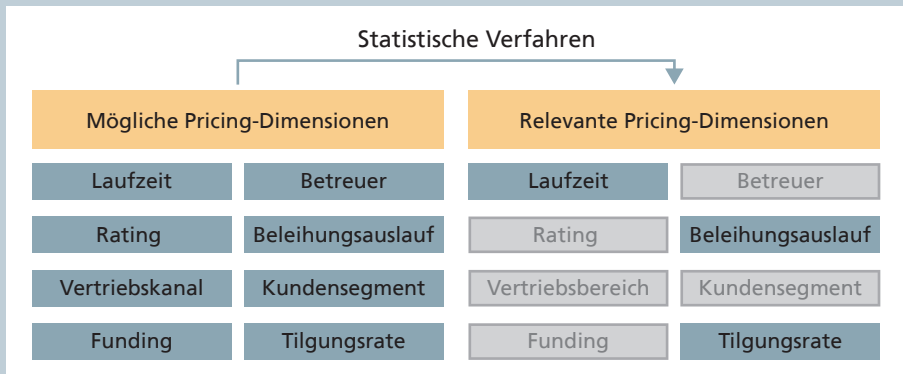 Statistische Verfahren
Mögliche Pricing-Dimensionen
Relevante Pricing-Dimensionen
Laufzeit
Betreuer
Laufzeit
Betreuer
Rating
Beleihungsauslauf
Rating
Beleihungsauslauf
Vertriebskanal
Kundensegment
Vertriebsbereich
Kundensegment
Funding
Tilgungsrate
Funding
Tilgungsrate